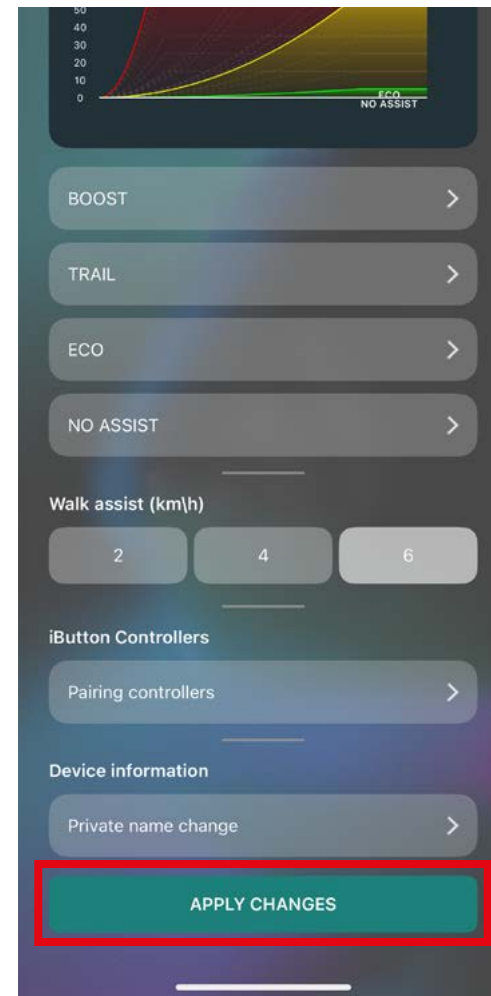 50
40
30
20
10
0
ECO
NO ASSIST
BOOST
TRAIL
ECO
NO ASSIST
Walk assist (km\h)
2 4 6
iButton Controllers
Pairing controllers
Device information
Private name change
APPLY CHANGES